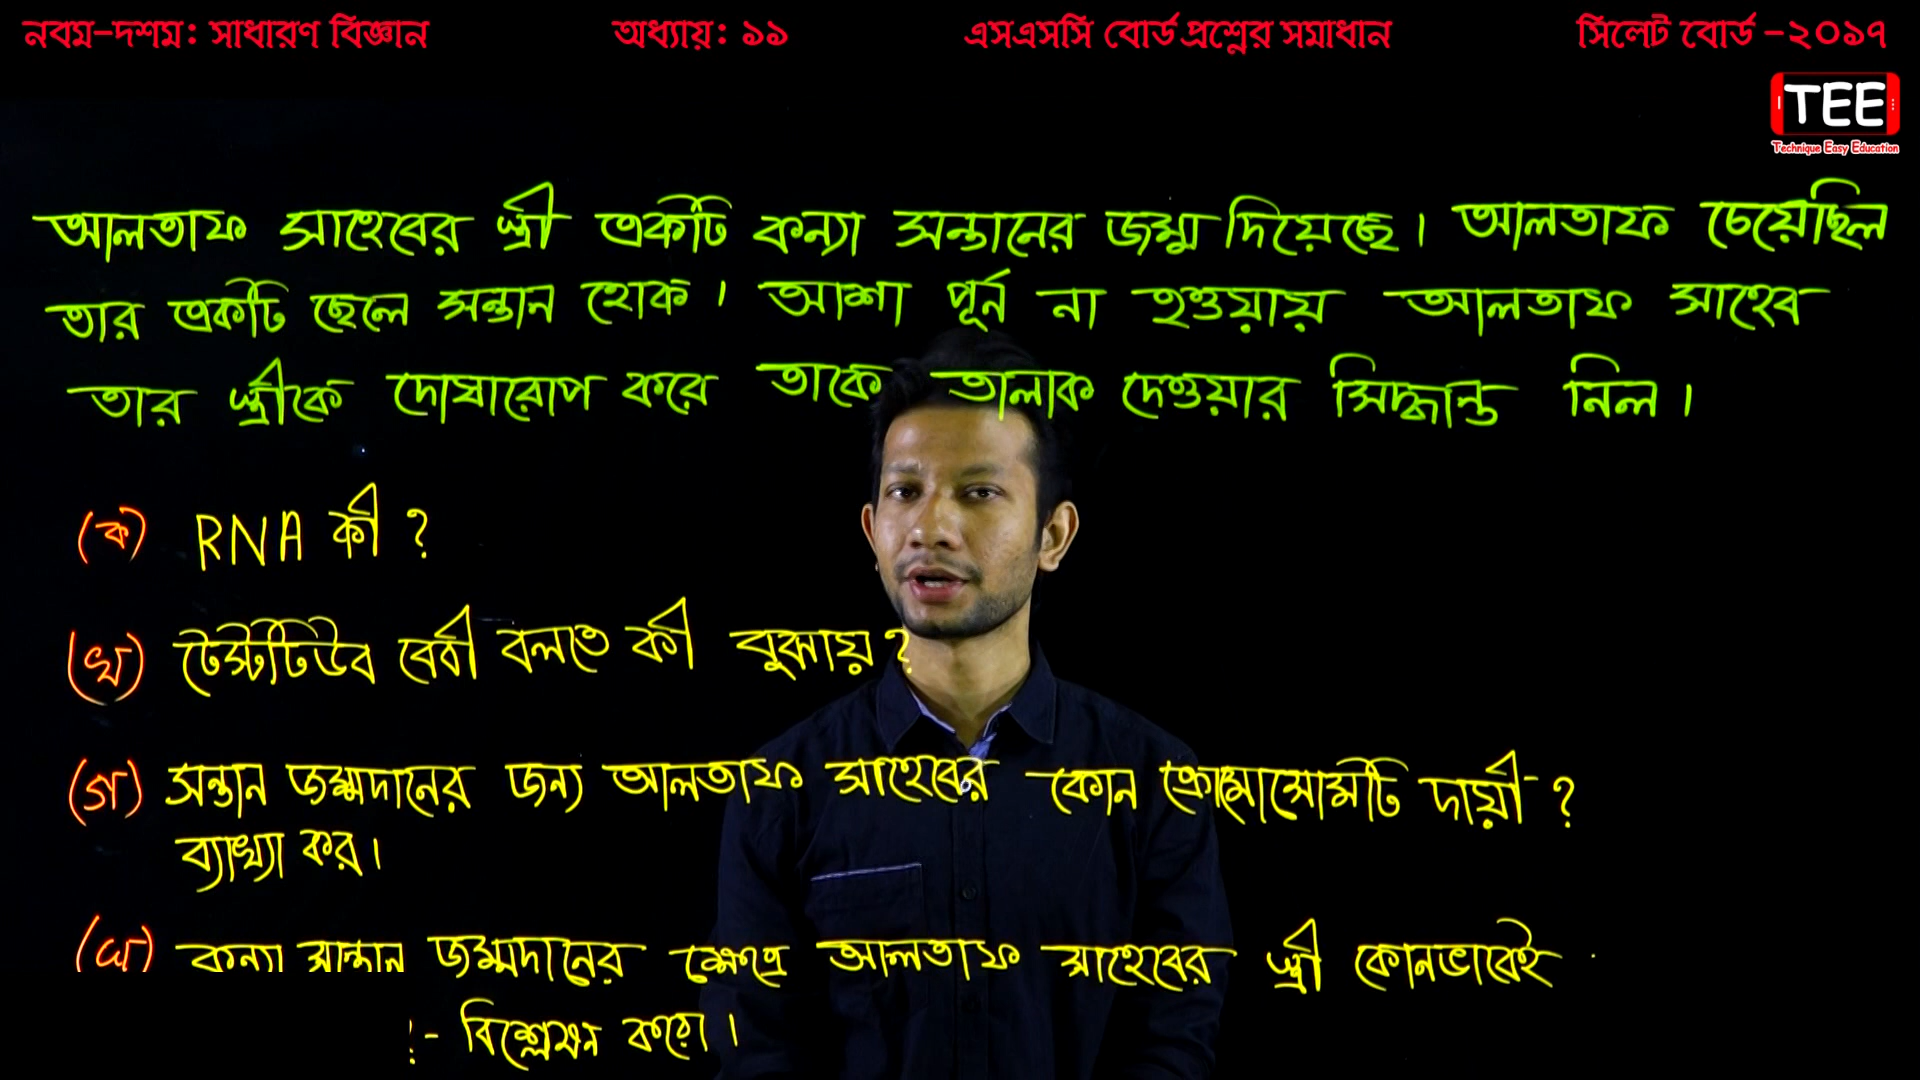 নবম-দশম: সাধারণ বিজ্ঞান অধ্যায়: ১১ এসএসসি বোর্ড প্রশ্নের সমাধান সিলেট বোর্ড -২০১৭
TEE
Technique Easy Education
আলতাফ সাহেবের স্ত্রী একটি কন্যা সন্তানের জন্ম দিয়েছে। আলতাফ চেয়েছিল
তার একটি ছেলে সন্তান হোক। আশা পূর্ন না হওয়ায় আলতাফ সাহেব
তার স্ত্রীকে দোষারোপ করে তাকে তালাক দেওয়ার সিদ্ধান্ত নিল।
(ক) RNA কী?
(খ) টেস্টটিউব বেবী বলতে কী বুঝায়?
(গ) সন্তান জন্মদানের জন্য আলতাফ সাহেবের কোন ক্রোমোসোমটি দায়ী?
ব্যাখ্যা কর।
(ঘ) কন্যা সান্তান জন্মদানের ক্ষেত্রে আলতাফ সাহেবের স্ত্রী কোনভাবেই
- বিশ্লেষন করো।